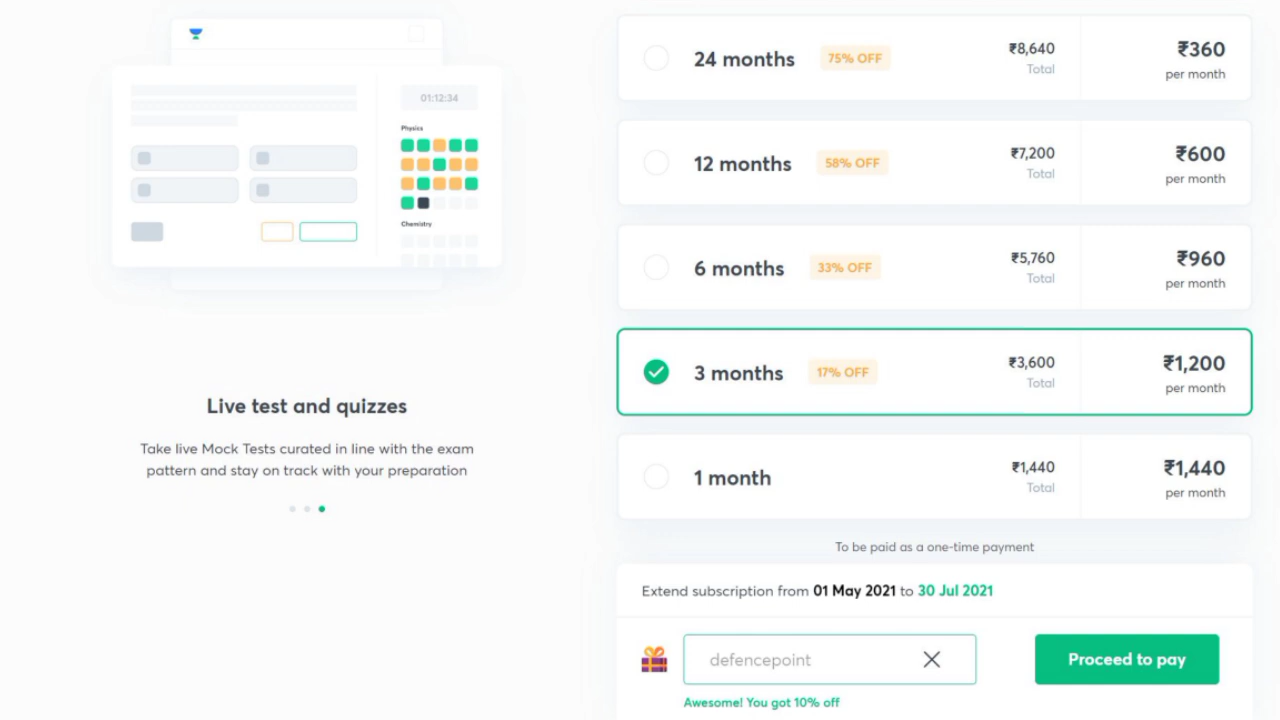 01:12:34
Physics
Chemistry
Live test and quizzes
Take live Mock Tests curated in line with the exam
pattern and stay on track with your preparation
24 months 75% OFF ₹8,640 ₹360
Total per month
12 months 58% OFF ₹7,200 ₹600
Total per month
6 months 33% OFF ₹5,760 ₹960
Total per month
3 months 17% OFF ₹3,600 ₹1,200
Total per month
1 month ₹1,440 ₹1,440
Total per month
To be paid as a one-time payment
Extend subscription from 01 May 2021 to 30 Jul 2021
defencepoint Proceed to pay
Awesome! You got 10% off